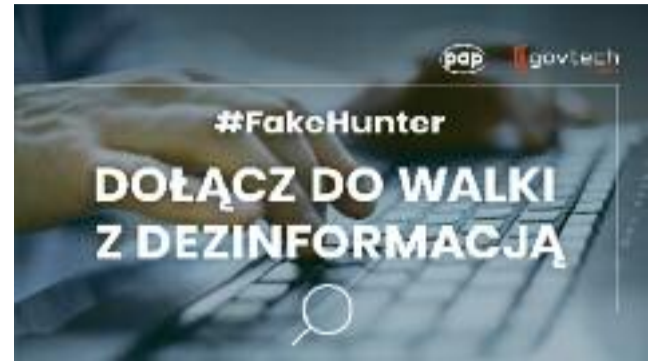 pap govtech
#FakeHunter
DOŁĄCZ DO WALKI
Z DEZINFORMACJĄ